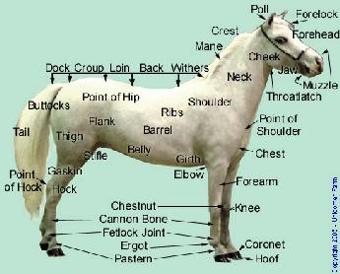 Poll
Forelock
Crest
Forehead
Mane
Cheek
Dock Croup Loin Back Withers
Jaw
Neck
Muzzle
Throatlatch
Point of Hip
Shoulder
Buttocks
Ribs
Flank
Point of
Shoulder
Tail
Thigh
Barrel
Stifle
Belly
Chest
Girth
Point
of Hock
Gaskin
Elbow
Hock
Forearm
Chestnut
Knee
Cannon Bone
Fetlock Joint
Ergot
Coronet
Pastern
Hoof